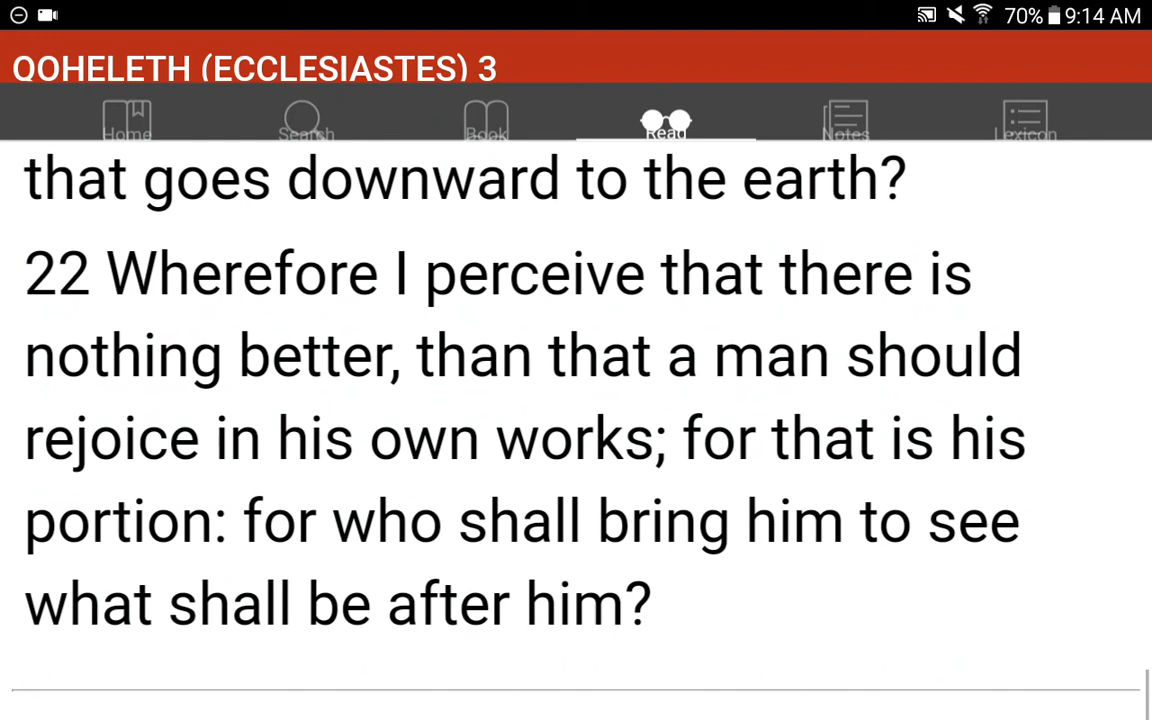 70% 9:14 AM
QOHELETH (ECCLESIASTES) 3
Home Search Book Read Notes Lexicon
that goes downward to the earth?
22 Wherefore I perceive that there is
nothing better, than that a man should
rejoice in his own works; for that is his
portion: for who shall bring him to see
what shall be after him?